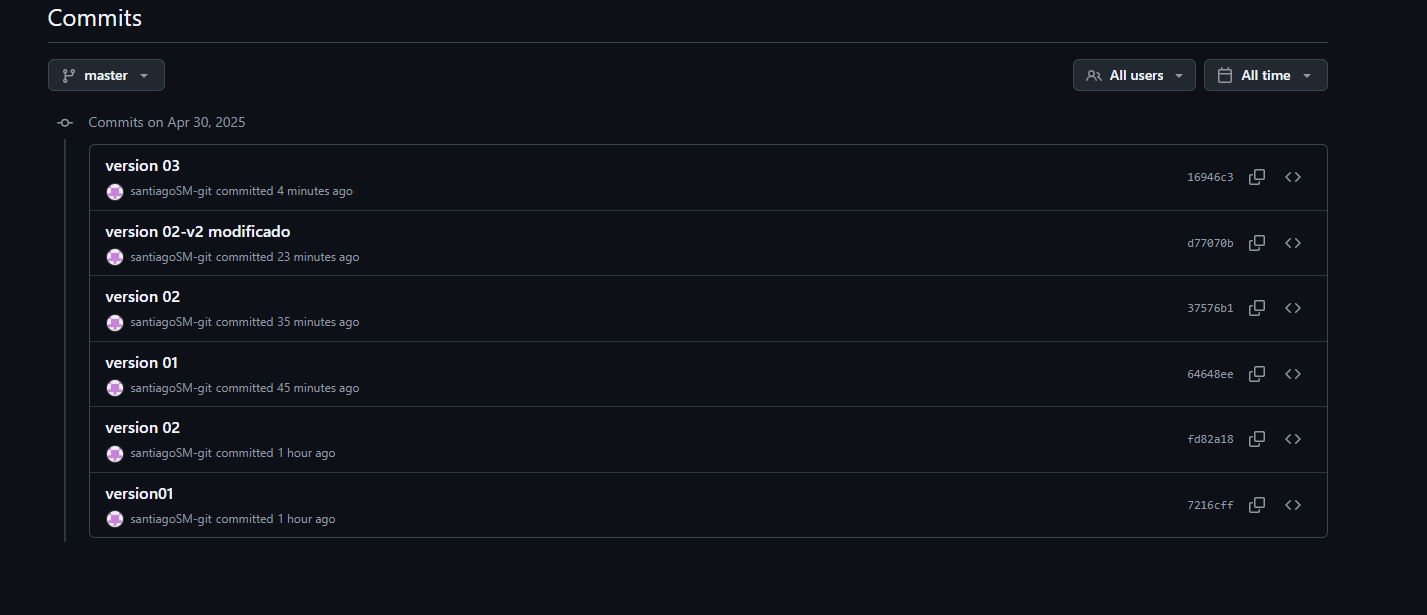 Commits
master
All users
All time
Commits on Apr 30, 2025
version 03
santiagoSM-git committed 4 minutes ago
16946c3
version 02-v2 modificado
santiagoSM-git committed 23 minutes ago
d77070b
version 02
santiagoSM-git committed 35 minutes ago
37576b1
version 01
santiagoSM-git committed 45 minutes ago
64648ee
version 02
santiagoSM-git committed 1 hour ago
fd82a18
version01
santiagoSM-git committed 1 hour ago
7216cff